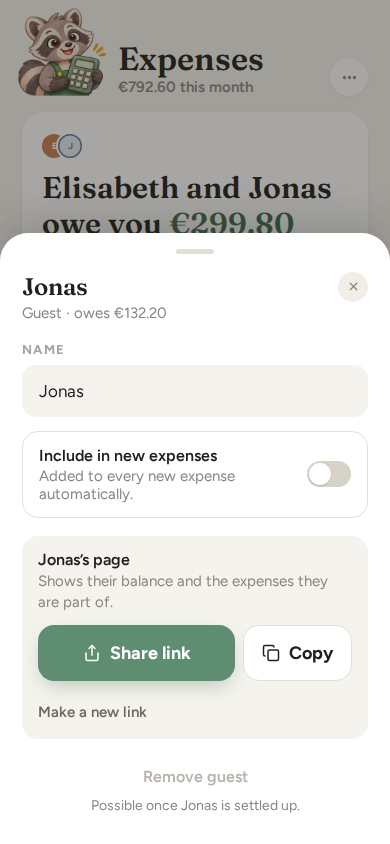 Expenses
€792.60 this month
E J
Elisabeth and Jonas
owe you €299.80
Jonas
Guest · owes €132.20
NAME
Jonas
Include in new expenses
Added to every new expense
automatically.
Jonas’s page
Shows their balance and the expenses they
are part of.
Share link
Copy
Make a new link
Remove guest
Possible once Jonas is settled up.